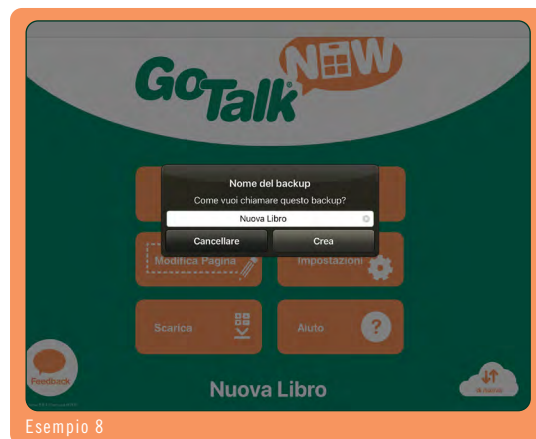 GoTalk NOW
Nome del backup
Come vuoi chiamare questo backup?
Nuova Libro
Cancellare Crea
Modifica Pagina Impostazioni
Scarica Aiuto
?
Feedback
Nuova Libro
Esempio 8